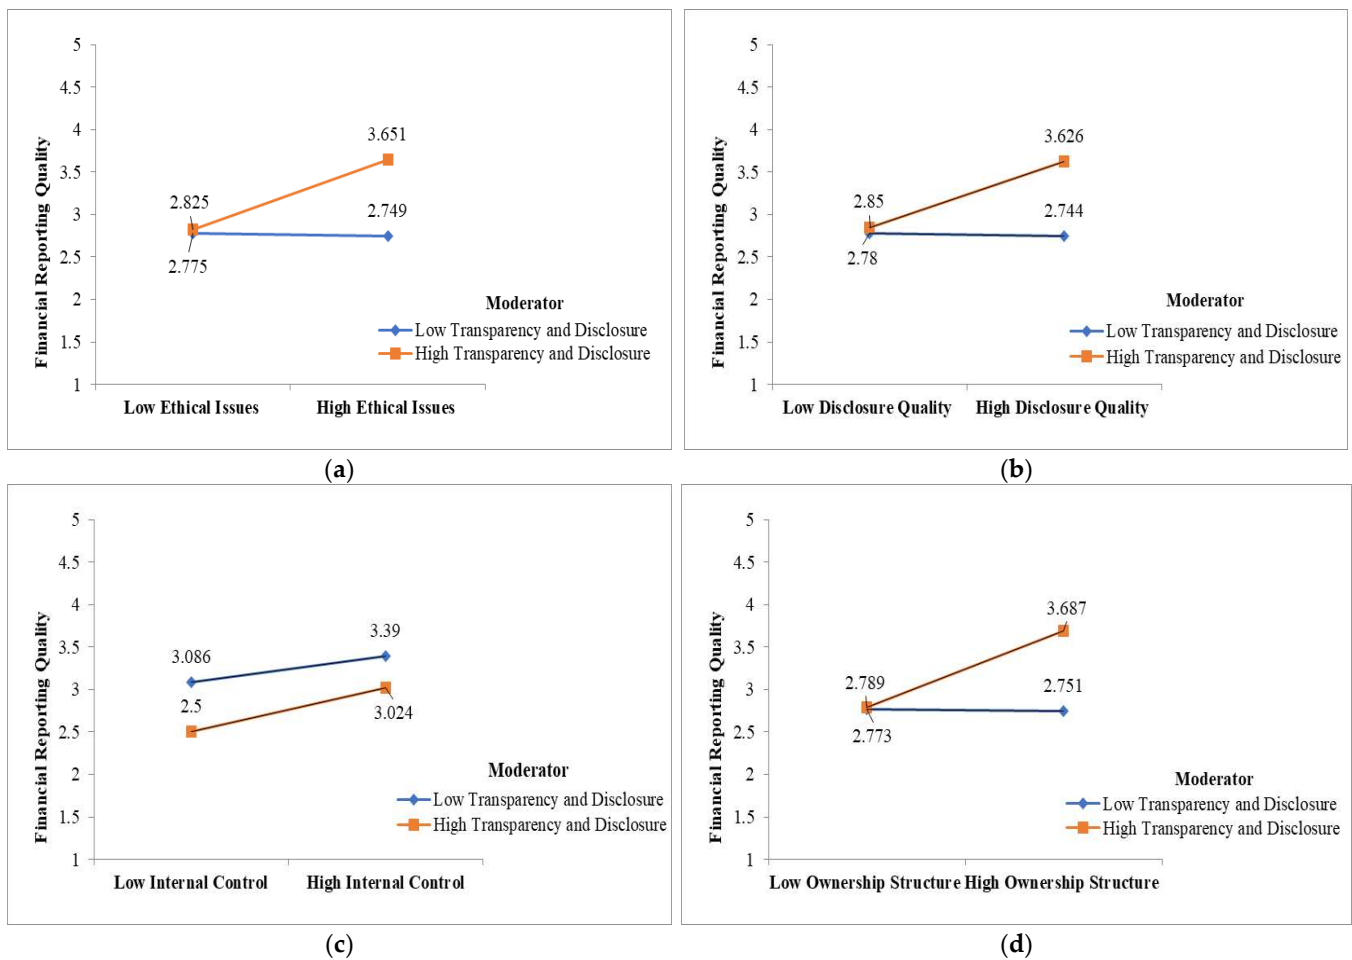 5
4.5
4
3.5
3
2.5
2
1.5
1
Financial Reporting Quality
3.651
2.825
2.749
2.775
Moderator
Low Transparency and Disclosure
High Transparency and Disclosure
Low Ethical Issues
High Ethical Issues
(a)
5
4.5
4
3.5
3
2.5
2
1.5
1
Financial Reporting Quality
3.626
2.85
2.744
2.78
Moderator
Low Transparency and Disclosure
High Transparency and Disclosure
Low Disclosure Quality
High Disclosure Quality
(b)
5
4.5
4
3.5
3
2.5
2
1.5
1
Financial Reporting Quality
3.39
3.086
2.5
3.024
Moderator
Low Transparency and Disclosure
High Transparency and Disclosure
Low Internal Control
High Internal Control
(c)
5
4.5
4
3.5
3
2.5
2
1.5
1
Financial Reporting Quality
3.687
2.789
2.751
2.773
Moderator
Low Transparency and Disclosure
High Transparency and Disclosure
Low Ownership Structure
High Ownership Structure
(d)